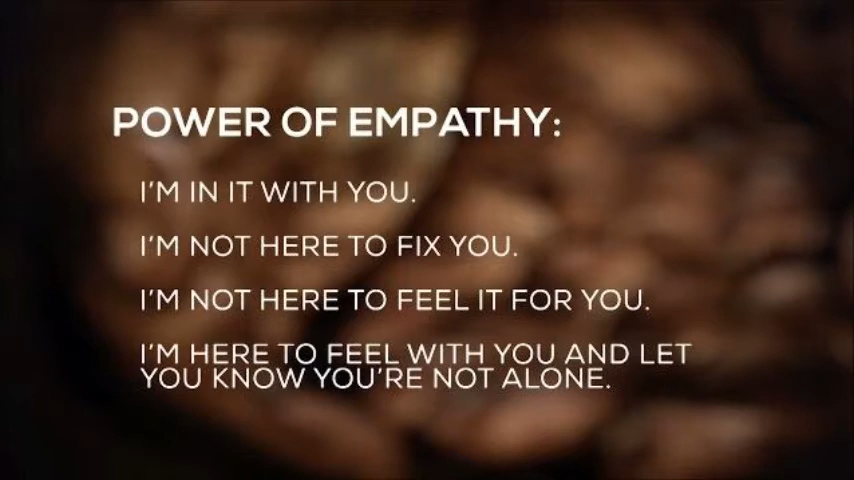 POWER OF EMPATHY:
I'M IN IT WITH YOU.
I'M NOT HERE TO FIX YOU.
I'M NOT HERE TO FEEL IT FOR YOU.
I'M HERE TO FEEL WITH YOU AND LET
YOU KNOW YOU'RE NOT ALONE.